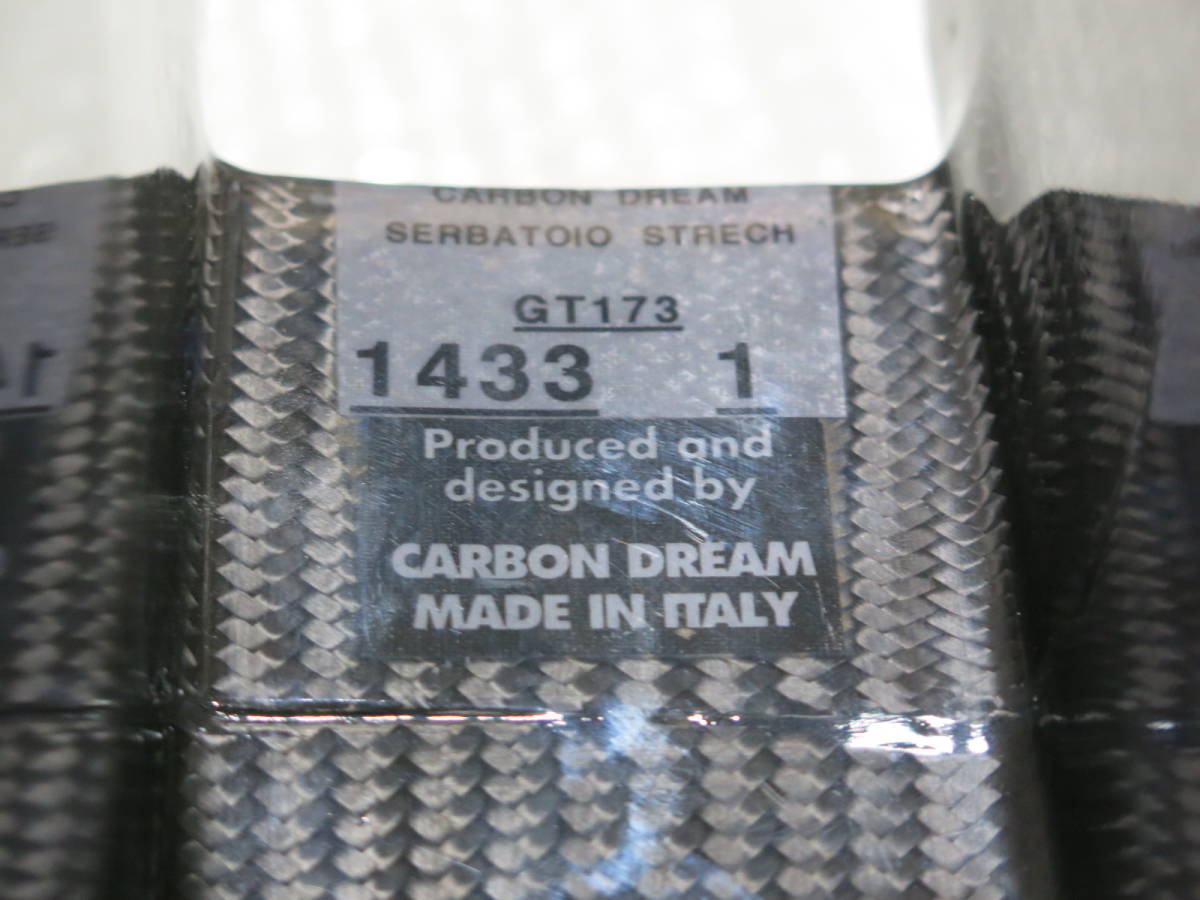 CARBON DREAM
SERBATOIO STRECH
GT173
1433 1
Produced and
designed by
CARBON DREAM
MADE IN ITALY